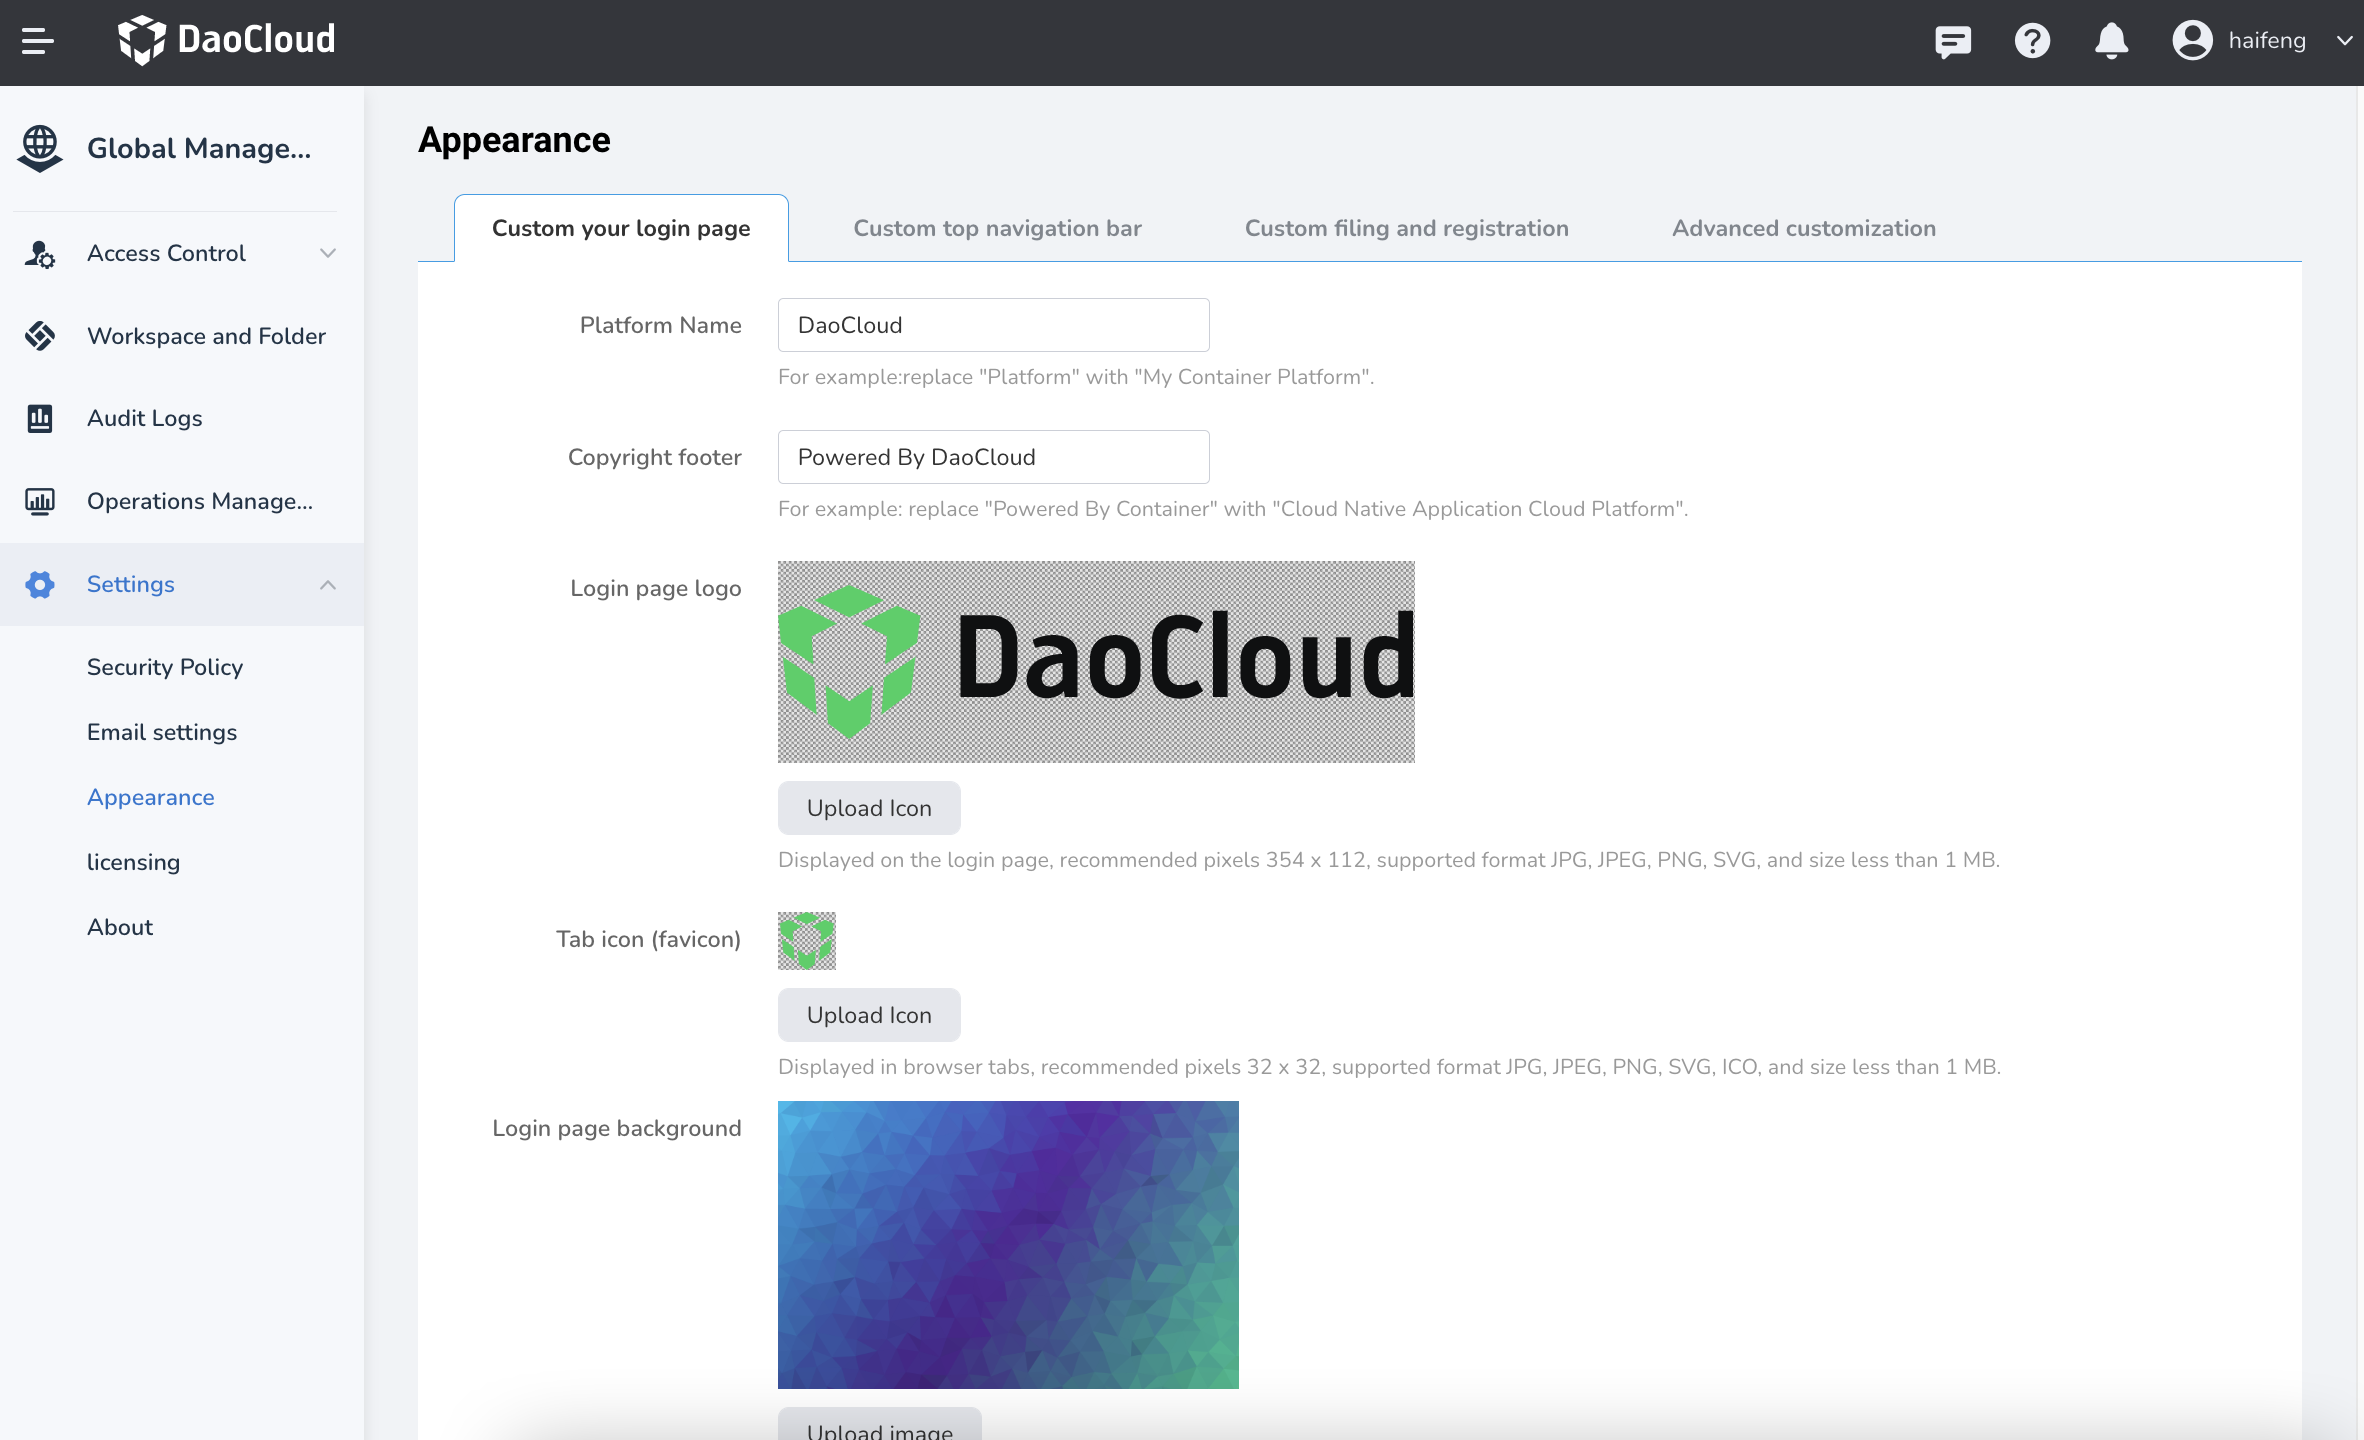 DaoCloud
haifeng
Global Manage...
Access Control
Workspace and Folder
Audit Logs
Operations Manage...
Settings
Security Policy
Email settings
Appearance
licensing
About
Appearance
Custom your login page
Custom top navigation bar
Custom filing and registration
Advanced customization
Platform Name
DaoCloud
For example:replace "Platform" with "My Container Platform".
Copyright footer
Powered By DaoCloud
For example: replace "Powered By Container" with "Cloud Native Application Cloud Platform".
Login page logo
DaoCloud
Upload Icon
Displayed on the login page, recommended pixels 354 x 112, supported format JPG, JPEG, PNG, SVG, and size less than 1 MB.
Tab icon (favicon)
Upload Icon
Displayed in browser tabs, recommended pixels 32 x 32, supported format JPG, JPEG, PNG, SVG, ICO, and size less than 1 MB.
Login page background
Upload image